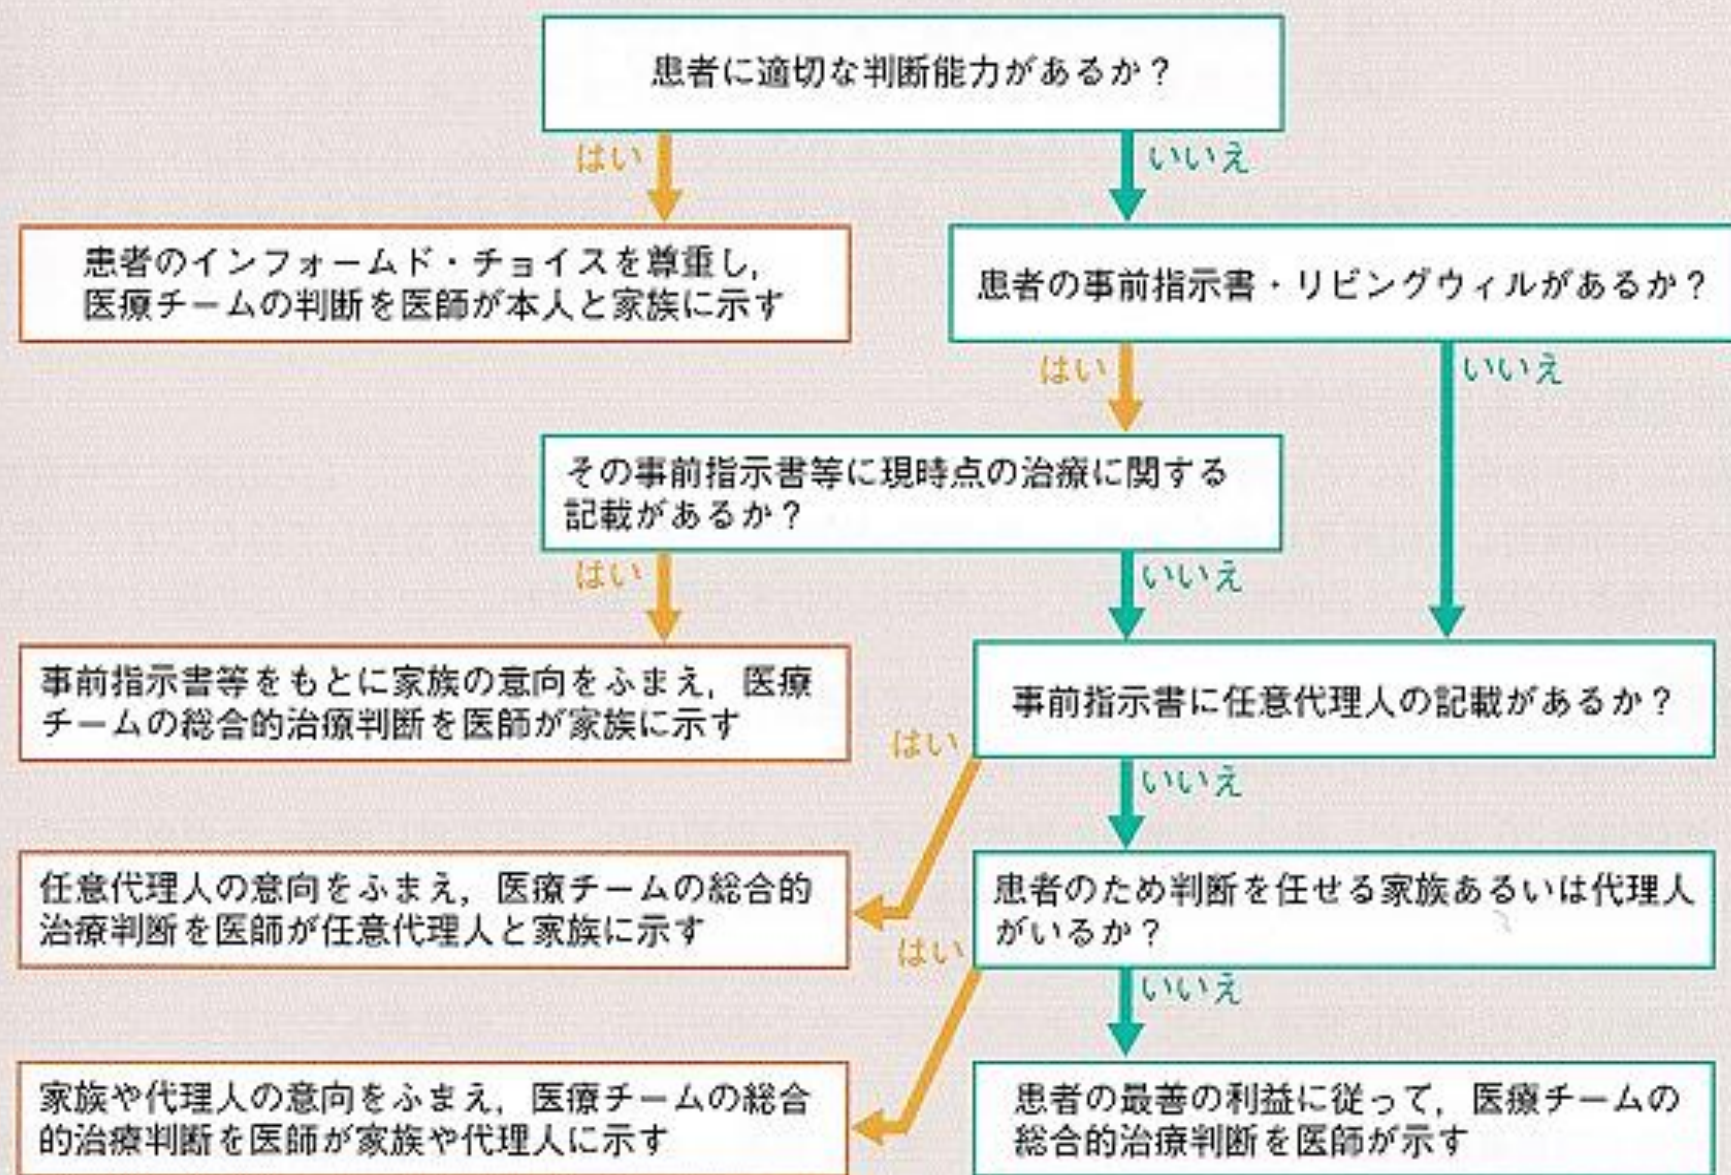 患者に適切な判断能力があるか？
はい
いいえ
患者のインフォームド・チョイスを尊重し，
医療チームの判断を医師が本人と家族に示す
患者の事前指示書・リビングウィルがあるか？
はい
いいえ
その事前指示書等に現時点の治療に関する
記載があるか？
はい
いいえ
事前指示書等をもとに家族の意向をふまえ，医療
チームの総合的治療判断を医師が家族に示す
事前指示書に任意代理人の記載があるか？
はい
いいえ
任意代理人の意向をふまえ，医療チームの総合的
治療判断を医師が任意代理人と家族に示す
患者のため判断を任せる家族あるいは代理人
がいるか？
はい
いいえ
家族や代理人の意向をふまえ，医療チームの総合
的治療判断を医師が家族や代理人に示す
患者の最善の利益に従って，医療チームの
総合的治療判断を医師が示す